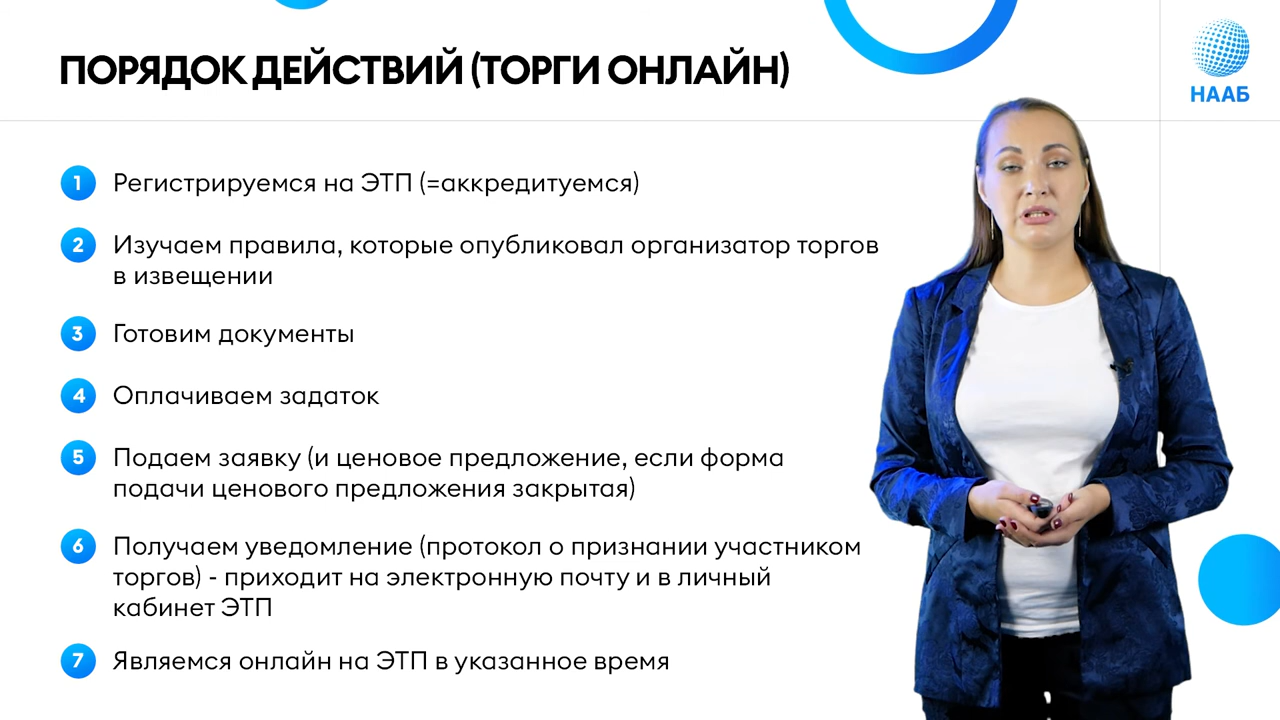 ПОРЯДОК ДЕЙСТВИЙ (ТОРГИ ОНЛАЙН)
НААБ
1 Регистрируемся на ЭТП (=аккредитуемся)
2 Изучаем правила, которые опубликовал организатор торгов
в извещении
3 Готовим документы
4 Оплачиваем задаток
5 Подаем заявку (и ценовое предложение, если форма
подачи ценового предложения закрытая)
6 Получаем уведомление (протокол о признании участником
торгов) - приходит на электронную почту и в личный
кабинет ЭТП
7 Являемся онлайн на ЭТП в указанное время